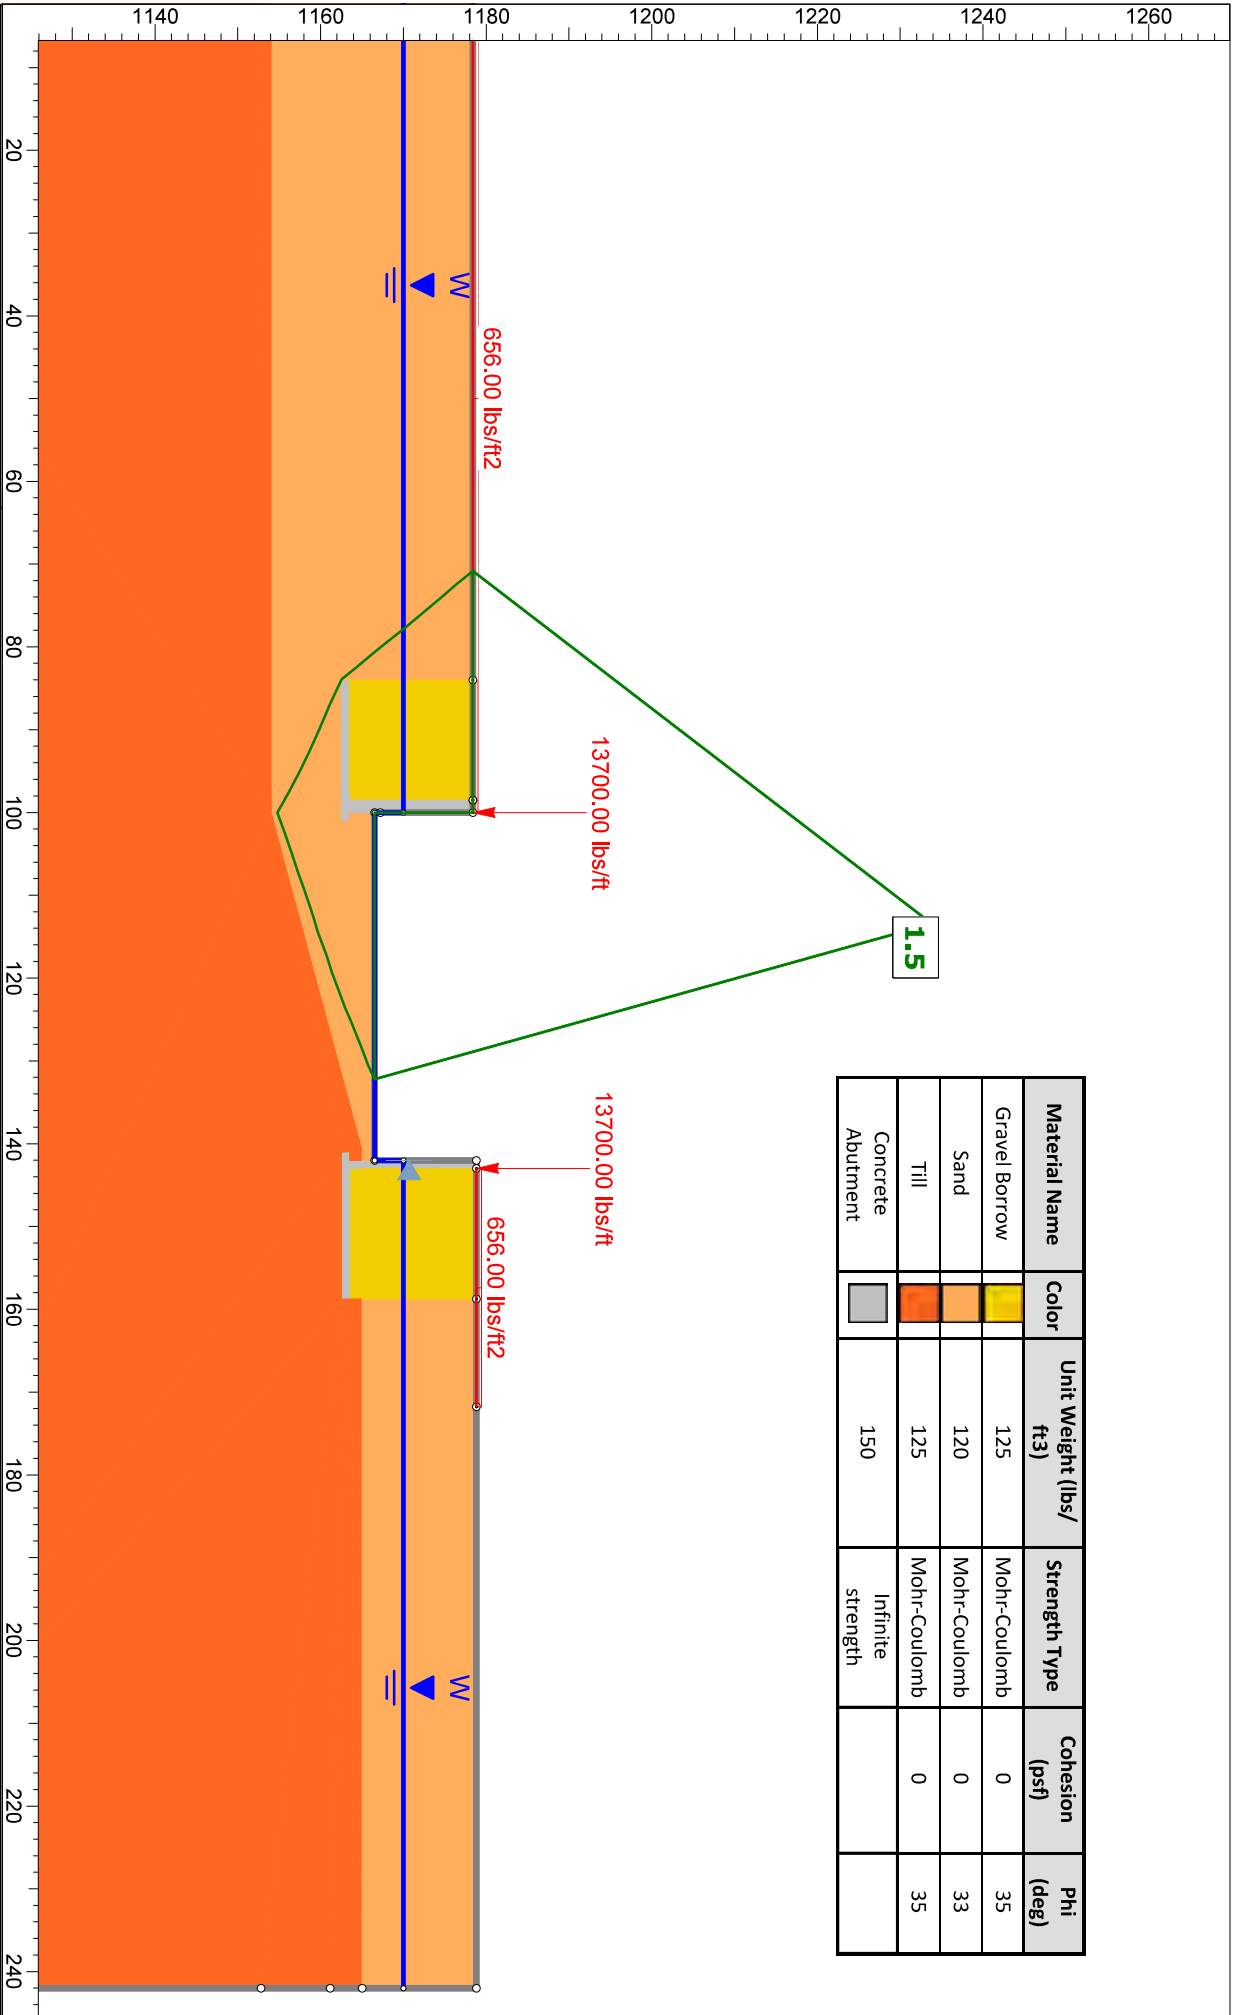 1140 1160 1180 1200 1220 1240 1260
20
40
60
80
100
120
140
160
180
200
220
240
W
656.00 lbs/ft2
13700.00 lbs/ft
1.5
13700.00 lbs/ft
656.00 lbs/ft2
W
Material Name Color Unit Weight (lbs/
ft3) Strength Type Cohesion
(psf) Phi
(deg)
Gravel Borrow 125 Mohr-Coulomb 0 35
Sand 120 Mohr-Coulomb 0 33
Till 125 Mohr-Coulomb 0 35
Concrete
Abutment 150 Infinite
strength